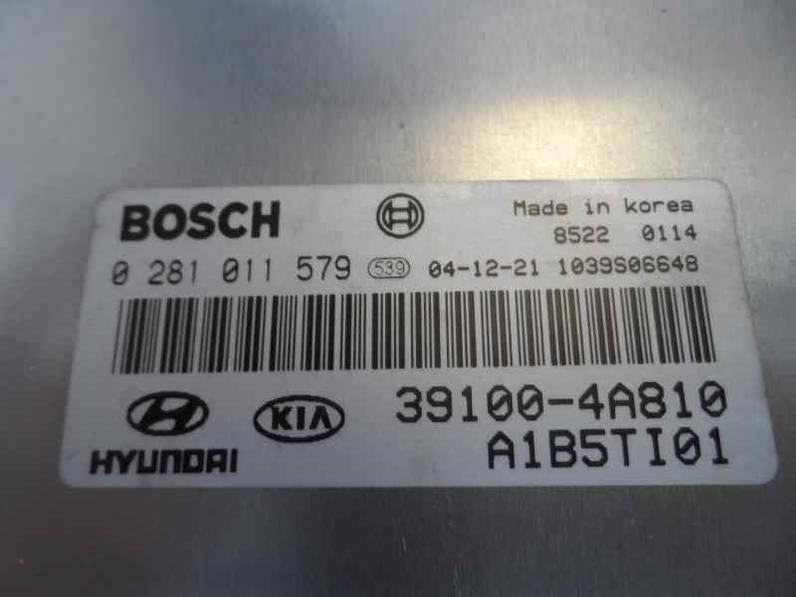 BOSCH Made in korea
8522 0114
0 281 011 579 539 04-12-21 1039S06648
HYUNDAI KIA 39100-4A810
A1B5TI01